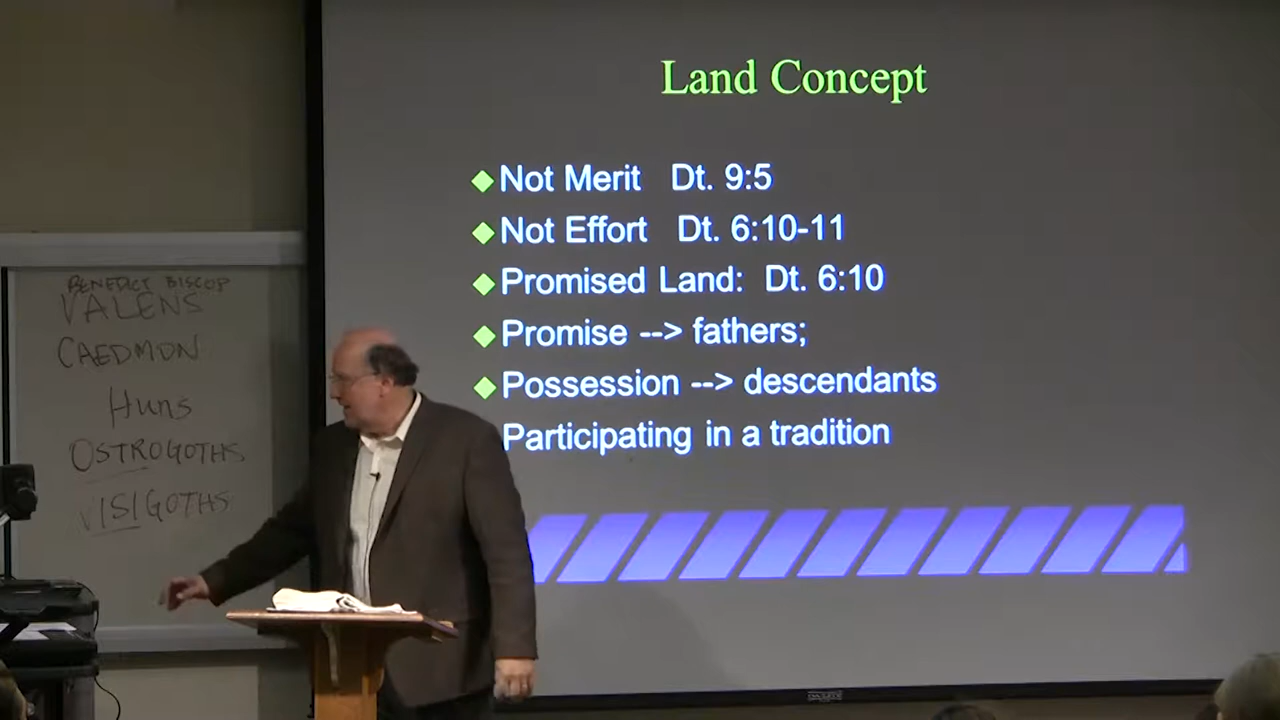 Land Concept
Not Merit Dt. 9:5
Not Effort Dt. 6:10-11
Promised Land: Dt. 6:10
Promise --> fathers;
Possession --> descendants
Participating in a tradition
BENEDICT BISCOP
VALENS
CAEDMON
Huns
OSTROGOTHS
VISIGOTHS